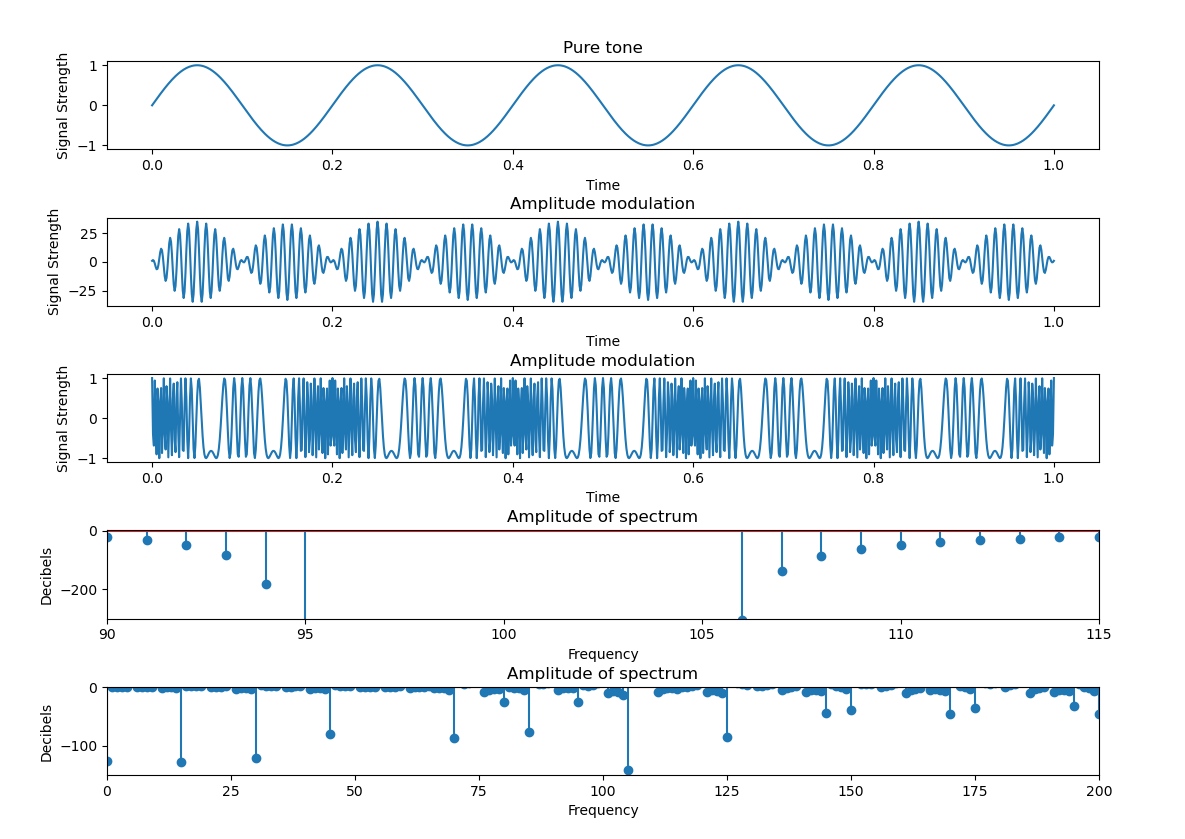 Pure tone
Signal Strength
1
0
−1
0.0 0.2 0.4 0.6 0.8 1.0
Time
Amplitude modulation
Signal Strength
25
0
−25
0.0 0.2 0.4 0.6 0.8 1.0
Time
Amplitude modulation
Signal Strength
1
0
−1
0.0 0.2 0.4 0.6 0.8 1.0
Time
Amplitude of spectrum
Decibels
0
−200
90 95 100 105 110 115
Frequency
Amplitude of spectrum
Decibels
0
−100
0 25 50 75 100 125 150 175 200
Frequency